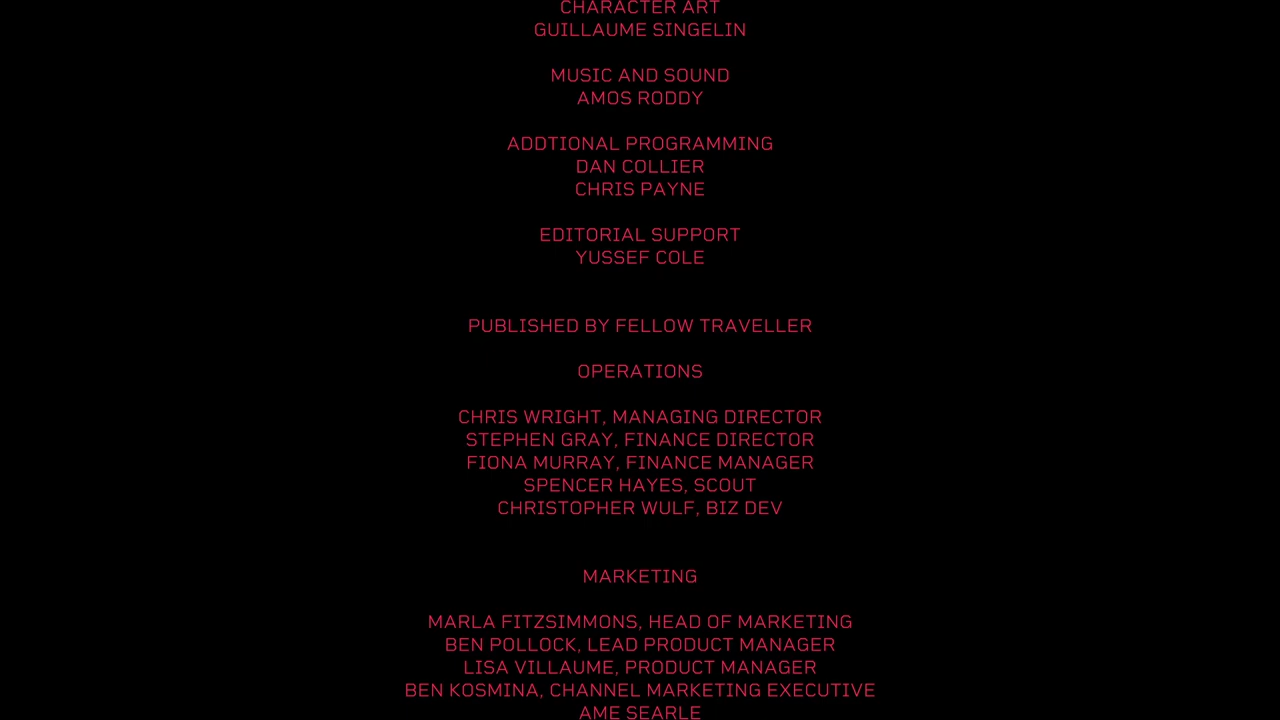 CHARACTER ART
GUILLAUME SINGELIN
MUSIC AND SOUND
AMOS RODDY
ADDTIONAL PROGRAMMING
DAN COLLIER
CHRIS PAYNE
EDITORIAL SUPPORT
YUSSEF COLE
PUBLISHED BY FELLOW TRAVELLER
OPERATIONS
CHRIS WRIGHT, MANAGING DIRECTOR
STEPHEN GRAY, FINANCE DIRECTOR
FIONA MURRAY, FINANCE MANAGER
SPENCER HAYES, SCOUT
CHRISTOPHER WULF, BIZ DEV
MARKETING
MARLA FITZSIMMONS, HEAD OF MARKETING
BEN POLLOCK, LEAD PRODUCT MANAGER
LISA VILLAUME, PRODUCT MANAGER
BEN KOSMINA, CHANNEL MARKETING EXECUTIVE
AME SEARLE